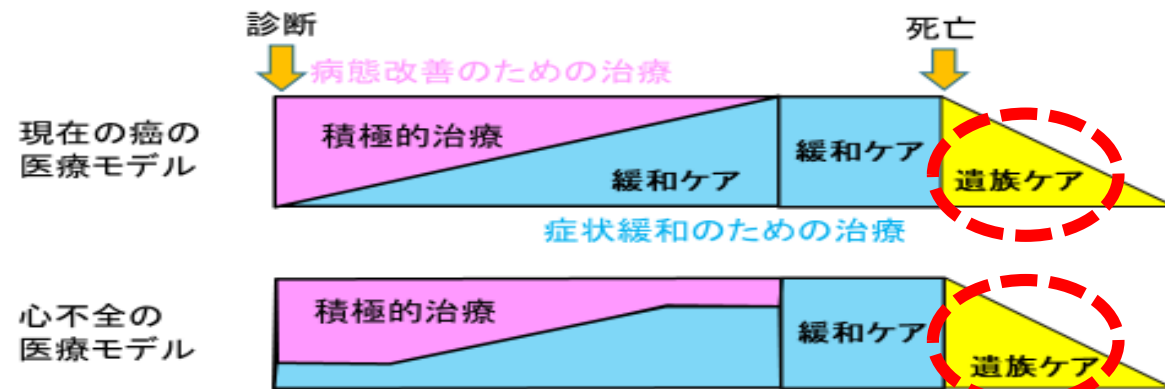 診断
死亡
病態改善のための治療
現在の癌の
医療モデル
積極的治療
緩和ケア
緩和ケア
遺族ケア
症状緩和のための治療
心不全の
医療モデル
積極的治療
緩和ケア
遺族ケア